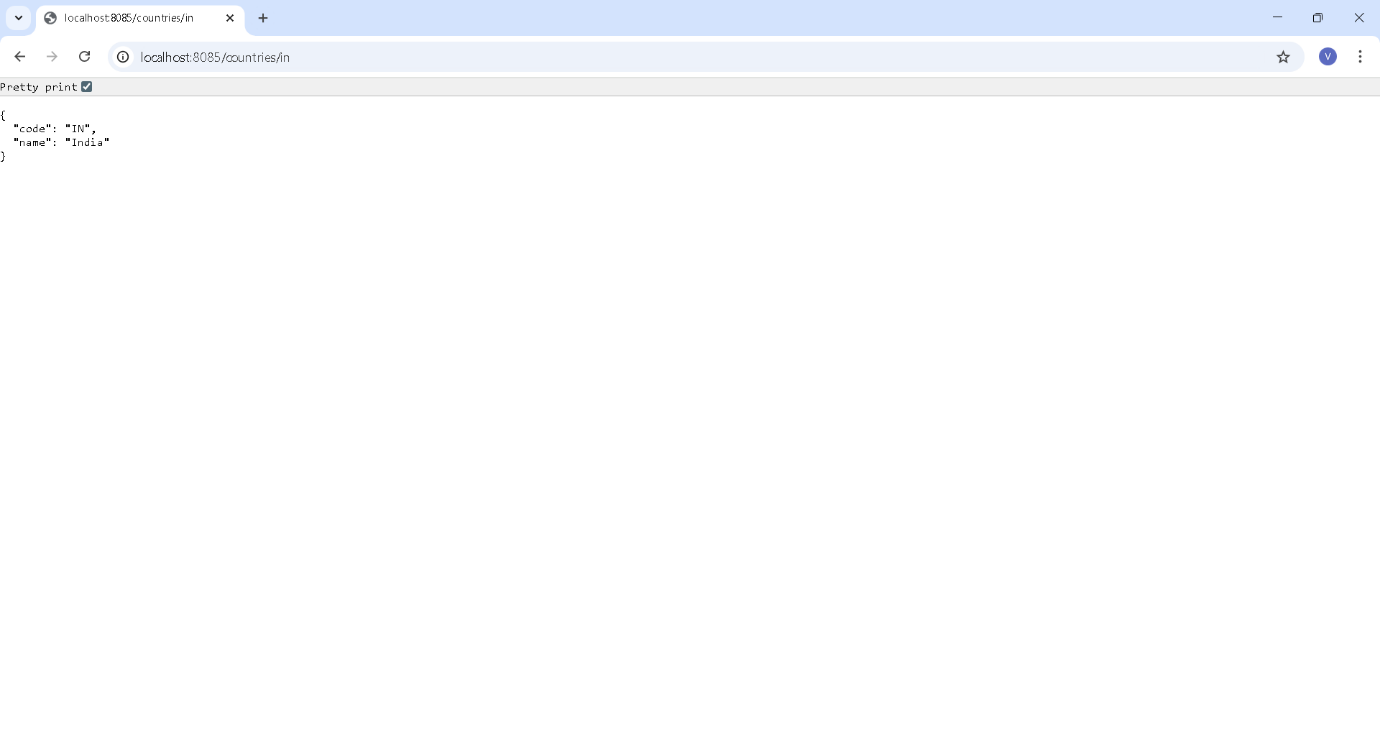 localhost:8085/countries/in
localhost:8085/countries/in
V
Pretty print
{
  "code": "IN",
  "name": "India"
}